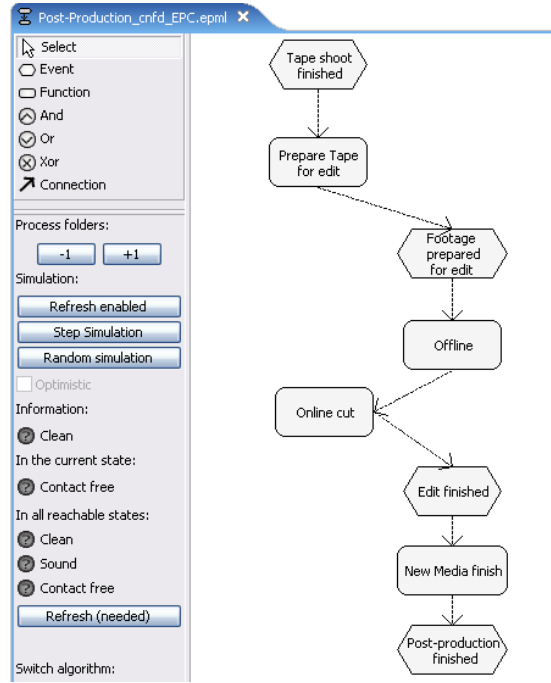 Post-Production_cnfd_EPC.epml
Select
Event
Function
And
Or
Xor
Connection
Process folders:
-1 +1
Simulation:
Refresh enabled
Step Simulation
Random simulation
Optimistic
Information:
Clean
In the current state:
Contact free
In all reachable states:
Clean
Sound
Contact free
Refresh (needed)
Switch algorithm:
Tape shoot
finished
Prepare Tape
for edit
Footage
prepared
for edit
Offline
Online cut
Edit finished
New Media finish
Post-production
finished